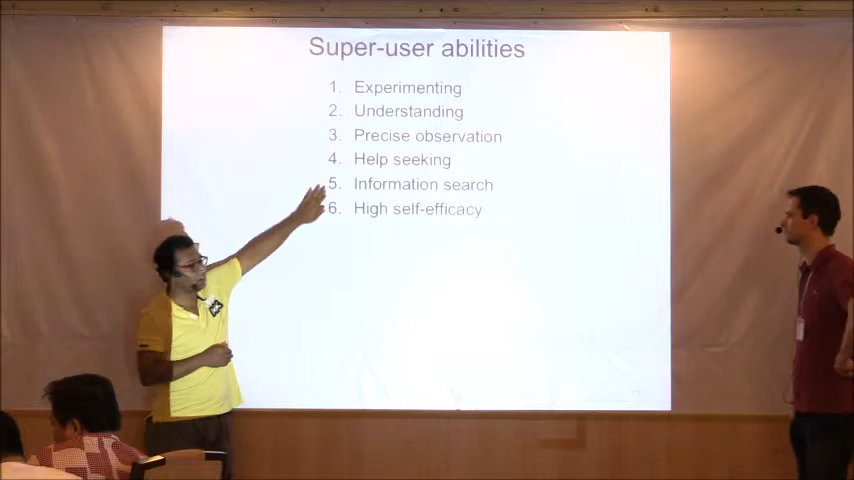 Super-user abilities
1. Experimenting
2. Understanding
3. Precise observation
4. Help seeking
5. Information search
6. High self-efficacy